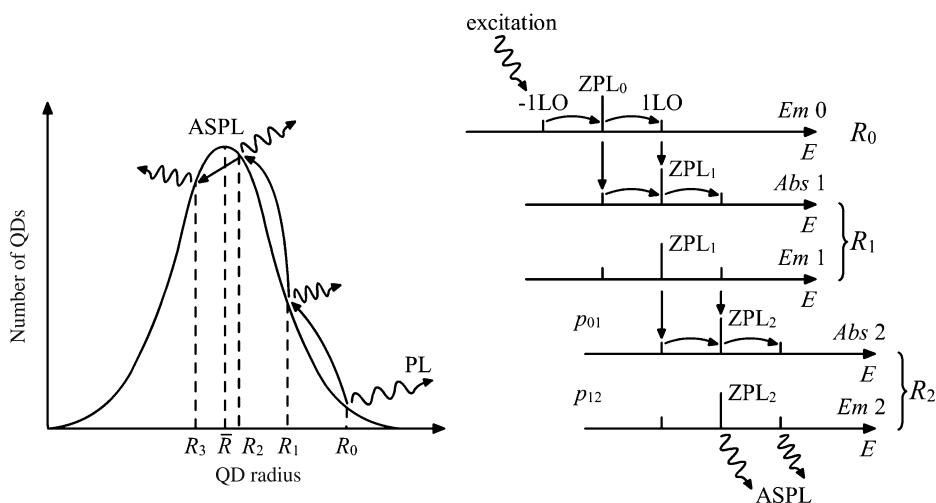 Number of QDs
ASPL
PL
R3 R̅ R2 R1 R0
QD radius
excitation
-1LO ZPL0 1LO Em 0
E
R0
ZPL1 Abs 1
E
ZPL1 Em 1
E
R1
p01 ZPL2 Abs 2
E
p12 ZPL2 Em 2
E
R2
ASPL